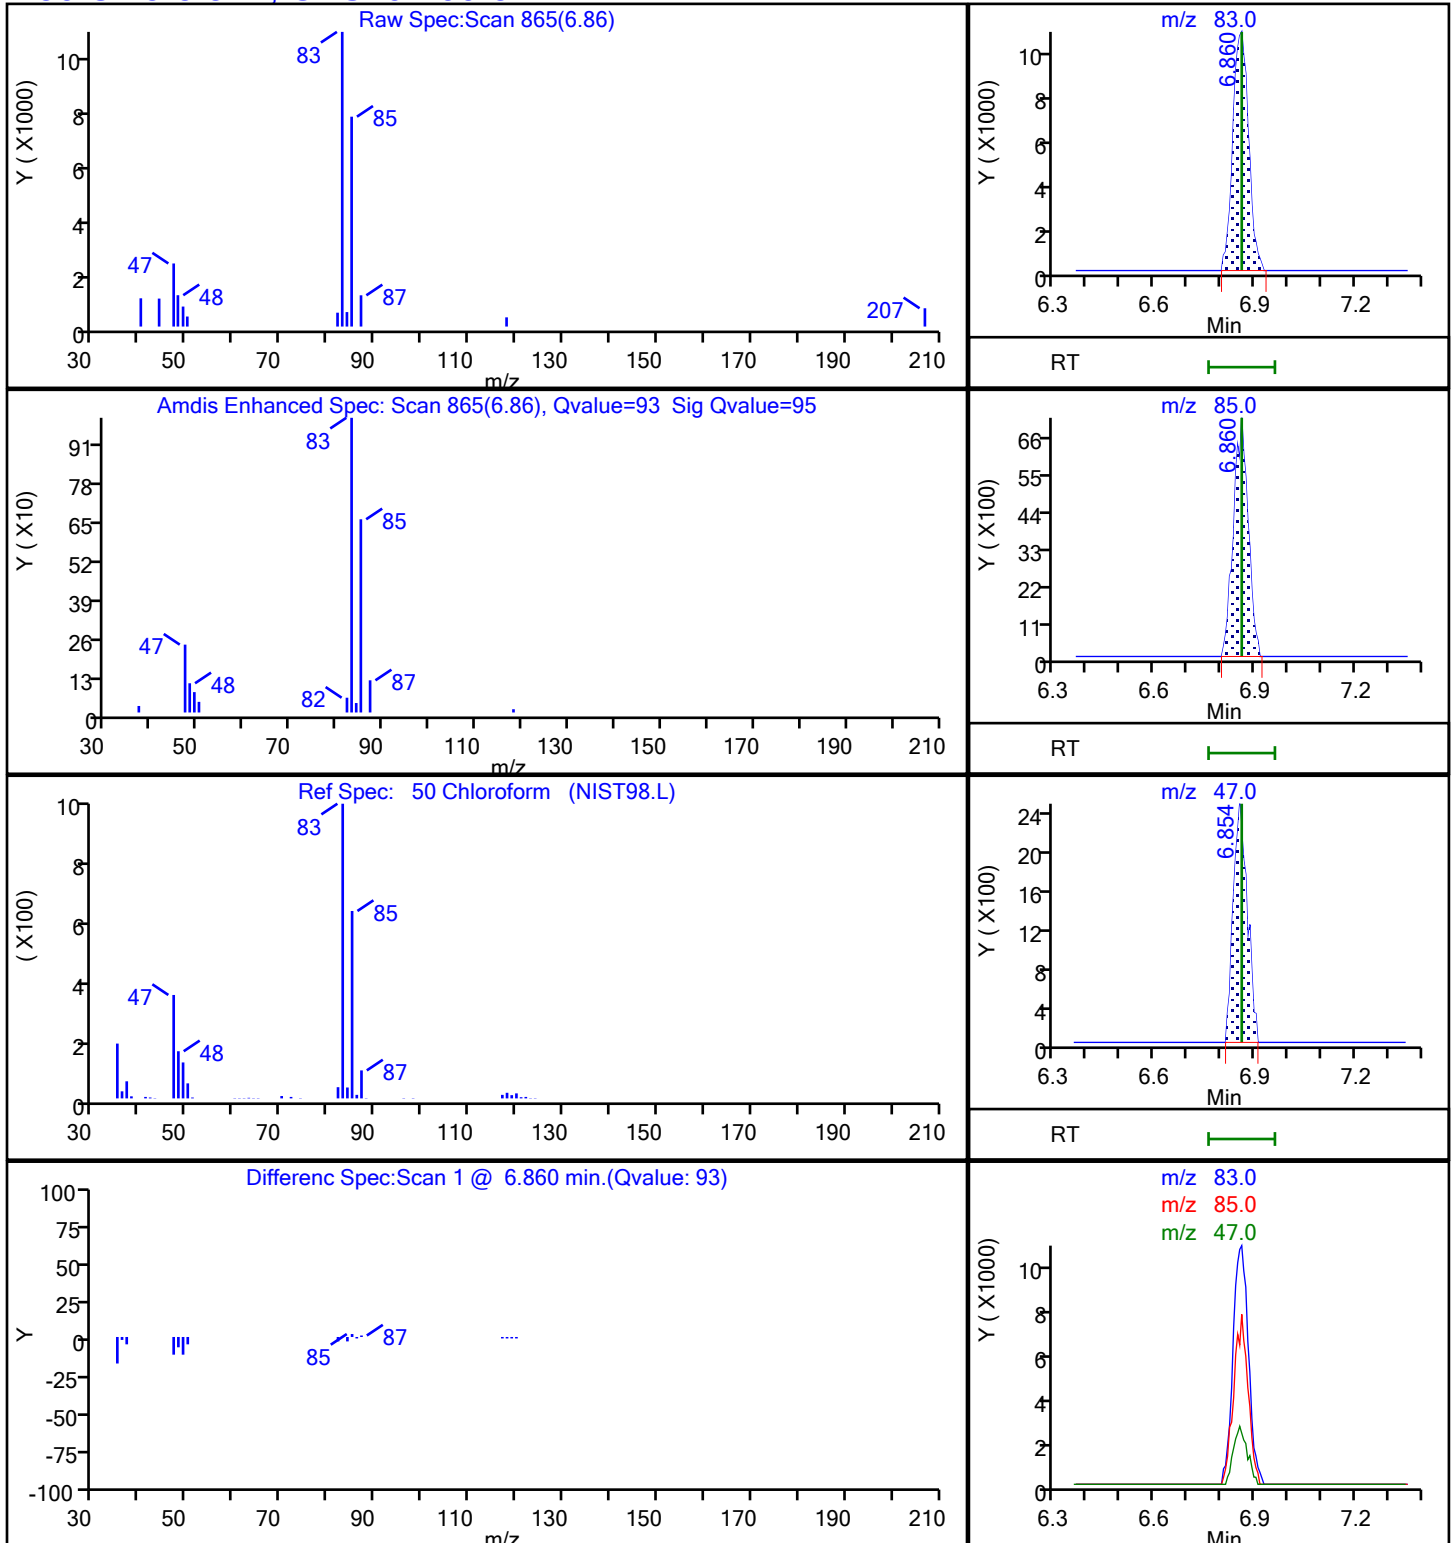 Raw Spec:Scan 865(6.86)
Y ( X1000)
10
8
6
4
2
0
83
85
47
48
87
207
30 50 70 90 110 130 150 170 190 210
m/z
m/z 83.0
Y ( X1000)
10
8
6
4
2
0
6.860
6.3 6.6 6.9 7.2
Min
RT
Amdis Enhanced Spec: Scan 865(6.86), Qvalue=93 Sig Qvalue=95
Y ( X10)
91
78
65
52
39
26
13
0
83
85
47
48
82
87
30 50 70 90 110 130 150 170 190 210
m/z
m/z 85.0
Y ( X100)
66
55
44
33
22
11
0
6.860
6.3 6.6 6.9 7.2
Min
RT
Ref Spec: 50 Chloroform (NIST98.L)
( X100)
10
8
6
4
2
0
83
85
47
48
87
30 50 70 90 110 130 150 170 190 210
m/z 47.0
Y ( X100)
24
20
16
12
8
4
0
6.854
6.3 6.6 6.9 7.2
Min
RT
Differenc Spec:Scan 1 @ 6.860 min.(Qvalue: 93)
Y
100
75
50
25
0
-25
-50
-75
-100
85
87
30 50 70 90 110 130 150 170 190 210
m/z
m/z 83.0
m/z 85.0
m/z 47.0
Y ( X1000)
10
8
6
4
2
0
6.3 6.6 6.9 7.2
Min